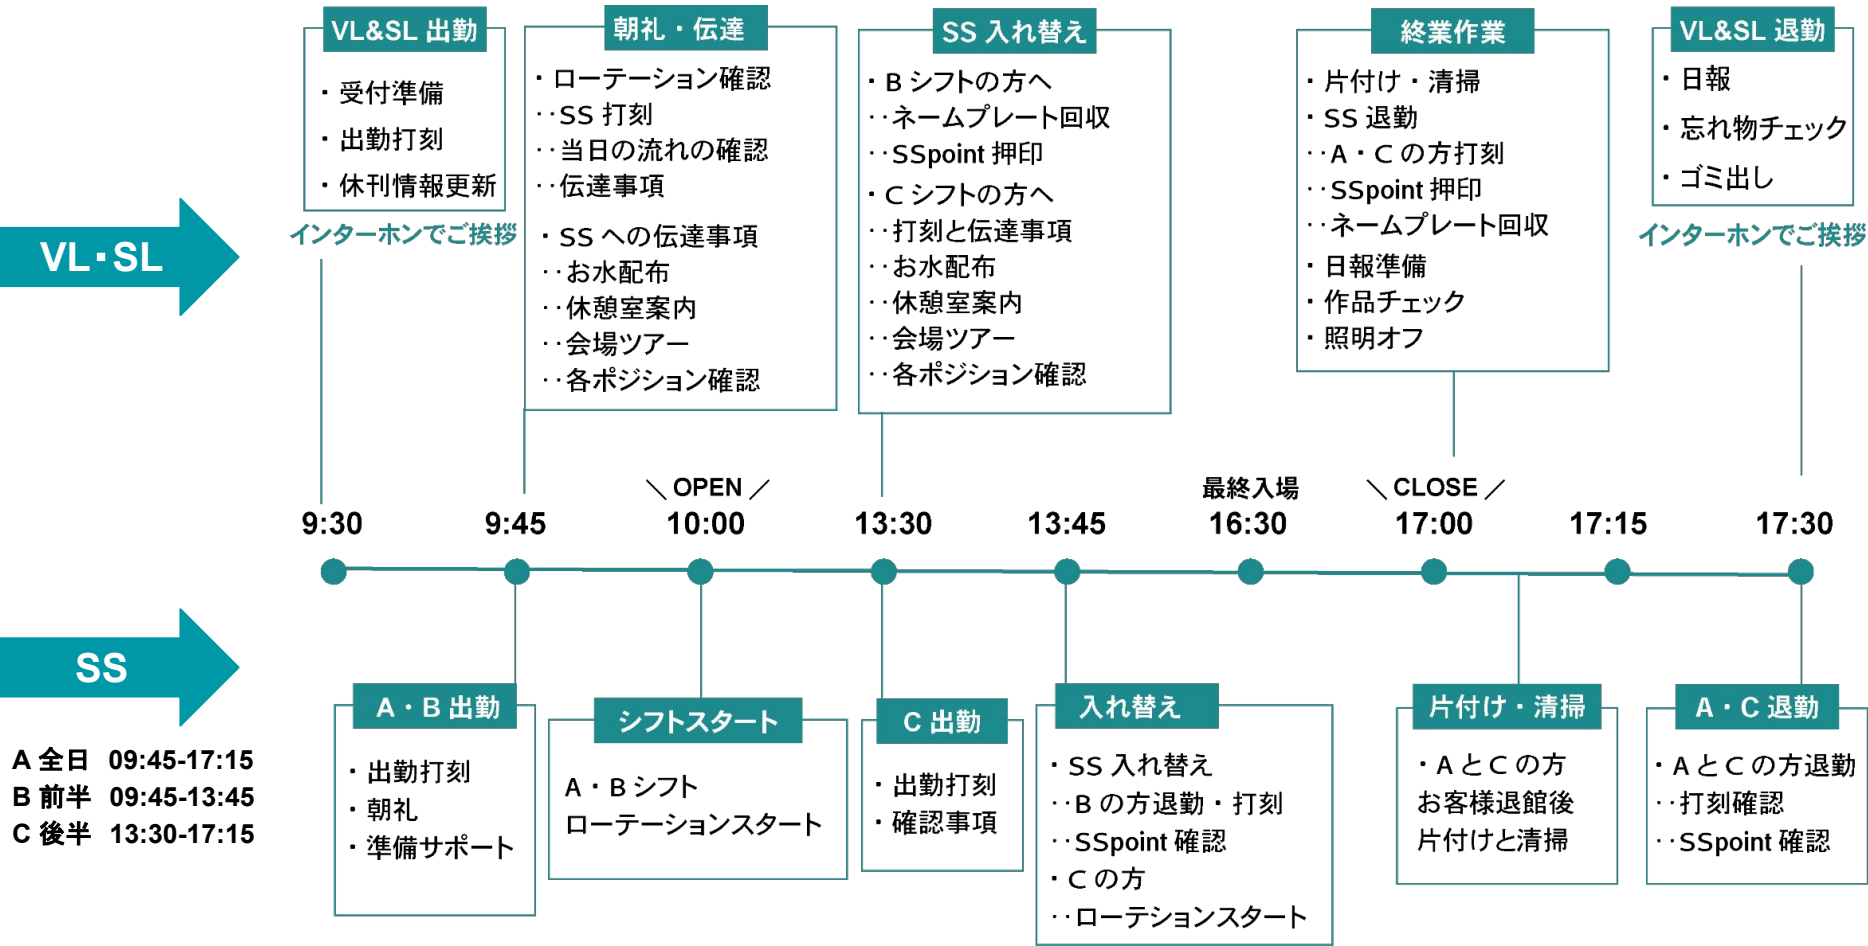 VL&SL 出勤
・受付準備
・出勤打刻
・休刊情報更新
インターホンでご挨拶
朝礼・伝達
・ローテーション確認
‥SS 打刻
‥当日の流れの確認
‥伝達事項
・SS への伝達事項
‥お水配布
‥休憩室案内
‥会場ツアー
‥各ポジション確認
SS 入れ替え
・B シフトの方へ
‥ネームプレート回収
‥SSpoint 押印
・C シフトの方へ
‥打刻と伝達事項
‥お水配布
‥休憩室案内
‥会場ツアー
‥各ポジション確認
終業作業
・片付け・清掃
・SS 退勤
‥A・C の方打刻
‥SSpoint 押印
‥ネームプレート回収
・日報準備
・作品チェック
・照明オフ
VL&SL 退勤
・日報
・忘れ物チェック
・ゴミ出し
インターホンでご挨拶
VL・SL
＼ OPEN ／
最終入場
＼ CLOSE ／
9:30
9:45
10:00
13:30
13:45
16:30
17:00
17:15
17:30
SS
A 全日 09:45-17:15
B 前半 09:45-13:45
C 後半 13:30-17:15
A・B 出勤
・出勤打刻
・朝礼
・準備サポート
シフトスタート
A・B シフト
ローテーションスタート
C 出勤
・出勤打刻
・確認事項
入れ替え
・SS 入れ替え
‥B の方退勤・打刻
‥SSpoint 確認
・C の方
‥ローテションスタート
片付け・清掃
・A と C の方
お客様退館後
片付けと清掃
A・C 退勤
・A と C の方退勤
‥打刻確認
‥SSpoint 確認